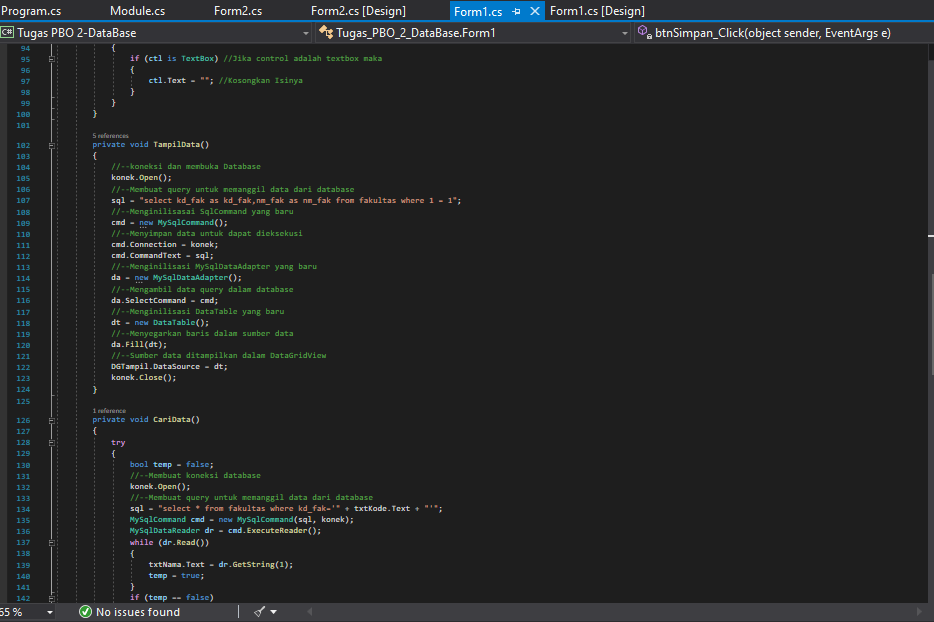 Program.cs Module.cs Form2.cs Form2.cs [Design] Form1.cs Form1.cs [Design]
C# Tugas PBO 2-DataBase Tugas_PBO_2_DataBase.Form1 btnSimpan_Click(object sender, EventArgs e)
94 {
95 if (ctl is TextBox) //Jika control adalah textbox maka
96 {
97 ctl.Text = ""; //Kosongkan Isinya
98 }
99 }
100 }
101
5 references
102 private void TampilData()
103 {
104 //--koneksi dan membuka Database
105 konek.Open();
106 //--Membuat query untuk memanggil data dari database
107 sql = "select kd_fak as kd_fak,nm_fak as nm_fak from fakultas where 1 = 1";
108 //--Menginilisasai SqlCommand yang baru
109 cmd = new MySqlCommand();
110 //--Menyimpan data untuk dapat dieksekusi
111 cmd.Connection = konek;
112 cmd.CommandText = sql;
113 //--Menginilisasi MySqlDataAdapter yang baru
114 da = new MySqlDataAdapter();
115 //--Mengambil data query dalam database
116 da.SelectCommand = cmd;
117 //--Menginilisasi DataTable yang baru
118 dt = new DataTable();
119 //--Menyegarkan baris dalam sumber data
120 da.Fill(dt);
121 //--Sumber data ditampilkan dalam DataGridView
122 DGTampil.DataSource = dt;
123 konek.Close();
124 }
125
1 reference
126 private void CariData()
127 {
128 try
129 {
130 bool temp = false;
131 //--Membuat koneksi database
132 konek.Open();
133 //--Membuat query untuk memanggil data dari database
134 sql = "select * from fakultas where kd_fak='" + txtKode.Text + "'";
135 MySqlCommand cmd = new MySqlCommand(sql, konek);
136 MySqlDataReader dr = cmd.ExecuteReader();
137 while (dr.Read())
138 {
139 txtNama.Text = dr.GetString(1);
140 temp = true;
141 }
142 if (temp == false)
65 % No issues found